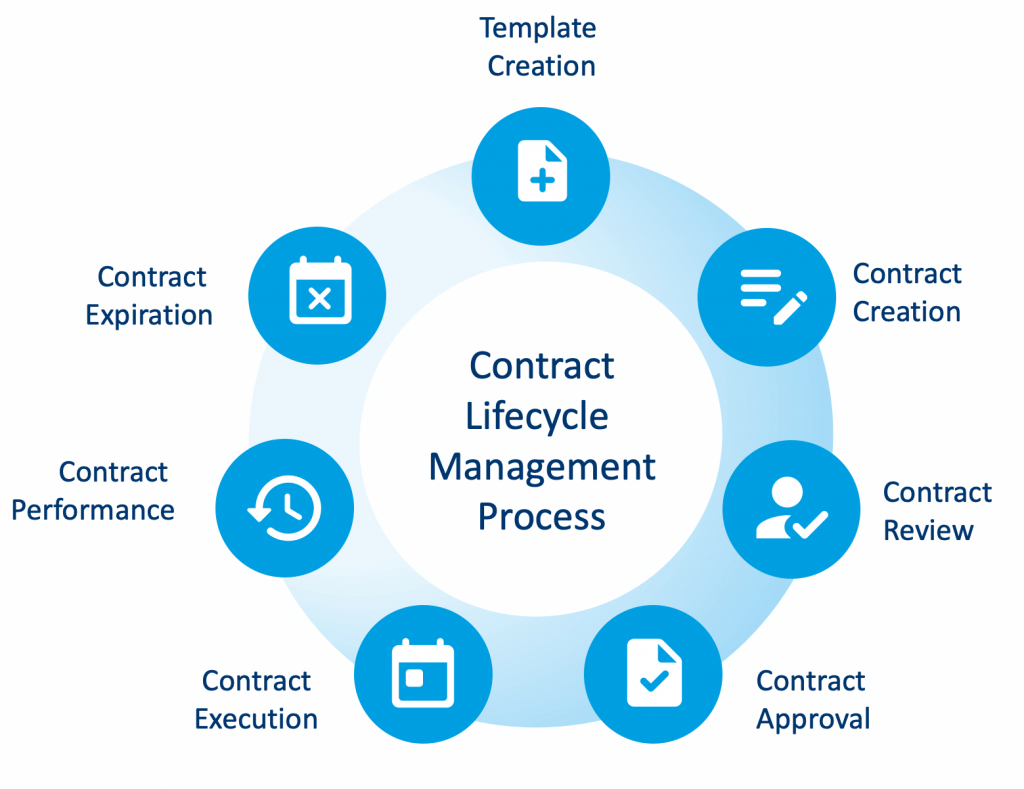 Template
Creation
Contract
Creation
Contract
Review
Contract
Approval
Contract
Execution
Contract
Performance
Contract
Expiration
Contract
Lifecycle
Management
Process